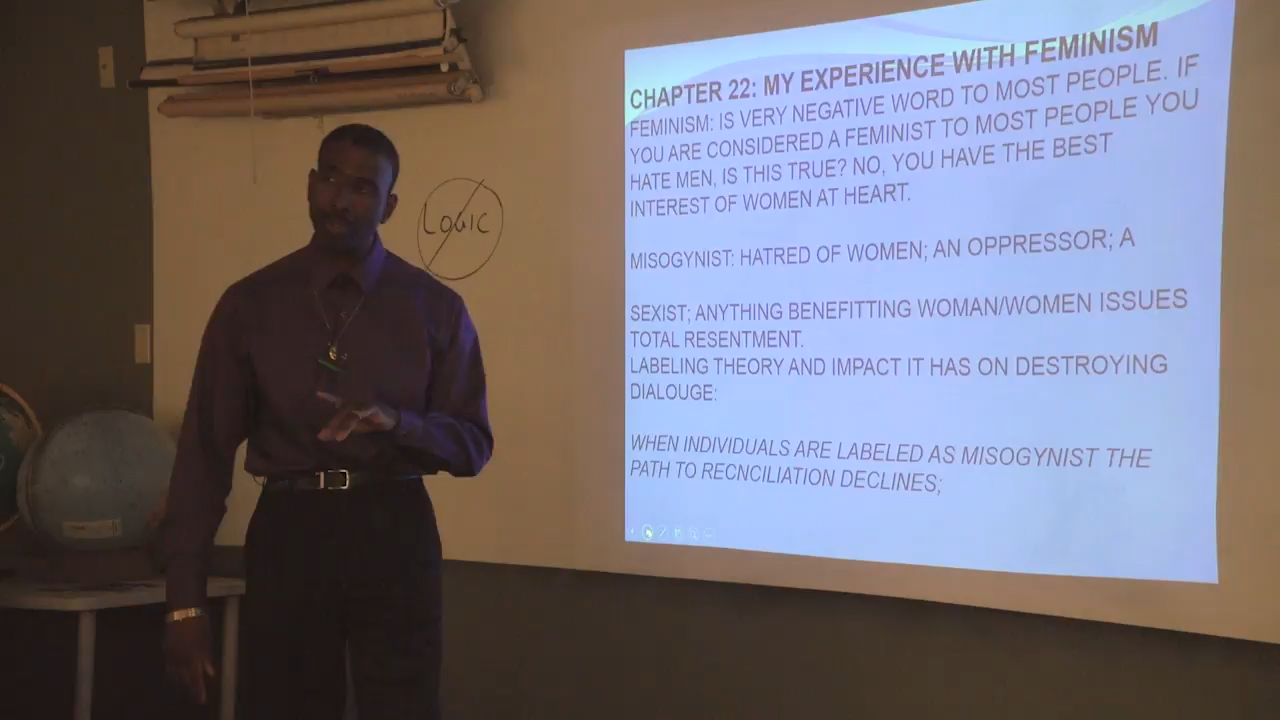 LOGIC
CHAPTER 22: MY EXPERIENCE WITH FEMINISM
FEMINISM: IS VERY NEGATIVE WORD TO MOST PEOPLE. IF
YOU ARE CONSIDERED A FEMINIST TO MOST PEOPLE YOU
HATE MEN, IS THIS TRUE? NO, YOU HAVE THE BEST
INTEREST OF WOMEN AT HEART.
MISOGYNIST: HATRED OF WOMEN; AN OPPRESSOR; A
SEXIST; ANYTHING BENEFITTING WOMAN/WOMEN ISSUES
TOTAL RESENTMENT.
LABELING THEORY AND IMPACT IT HAS ON DESTROYING
DIALOUGE:
WHEN INDIVIDUALS ARE LABELED AS MISOGYNIST THE
PATH TO RECNCILIATION DECLINES;